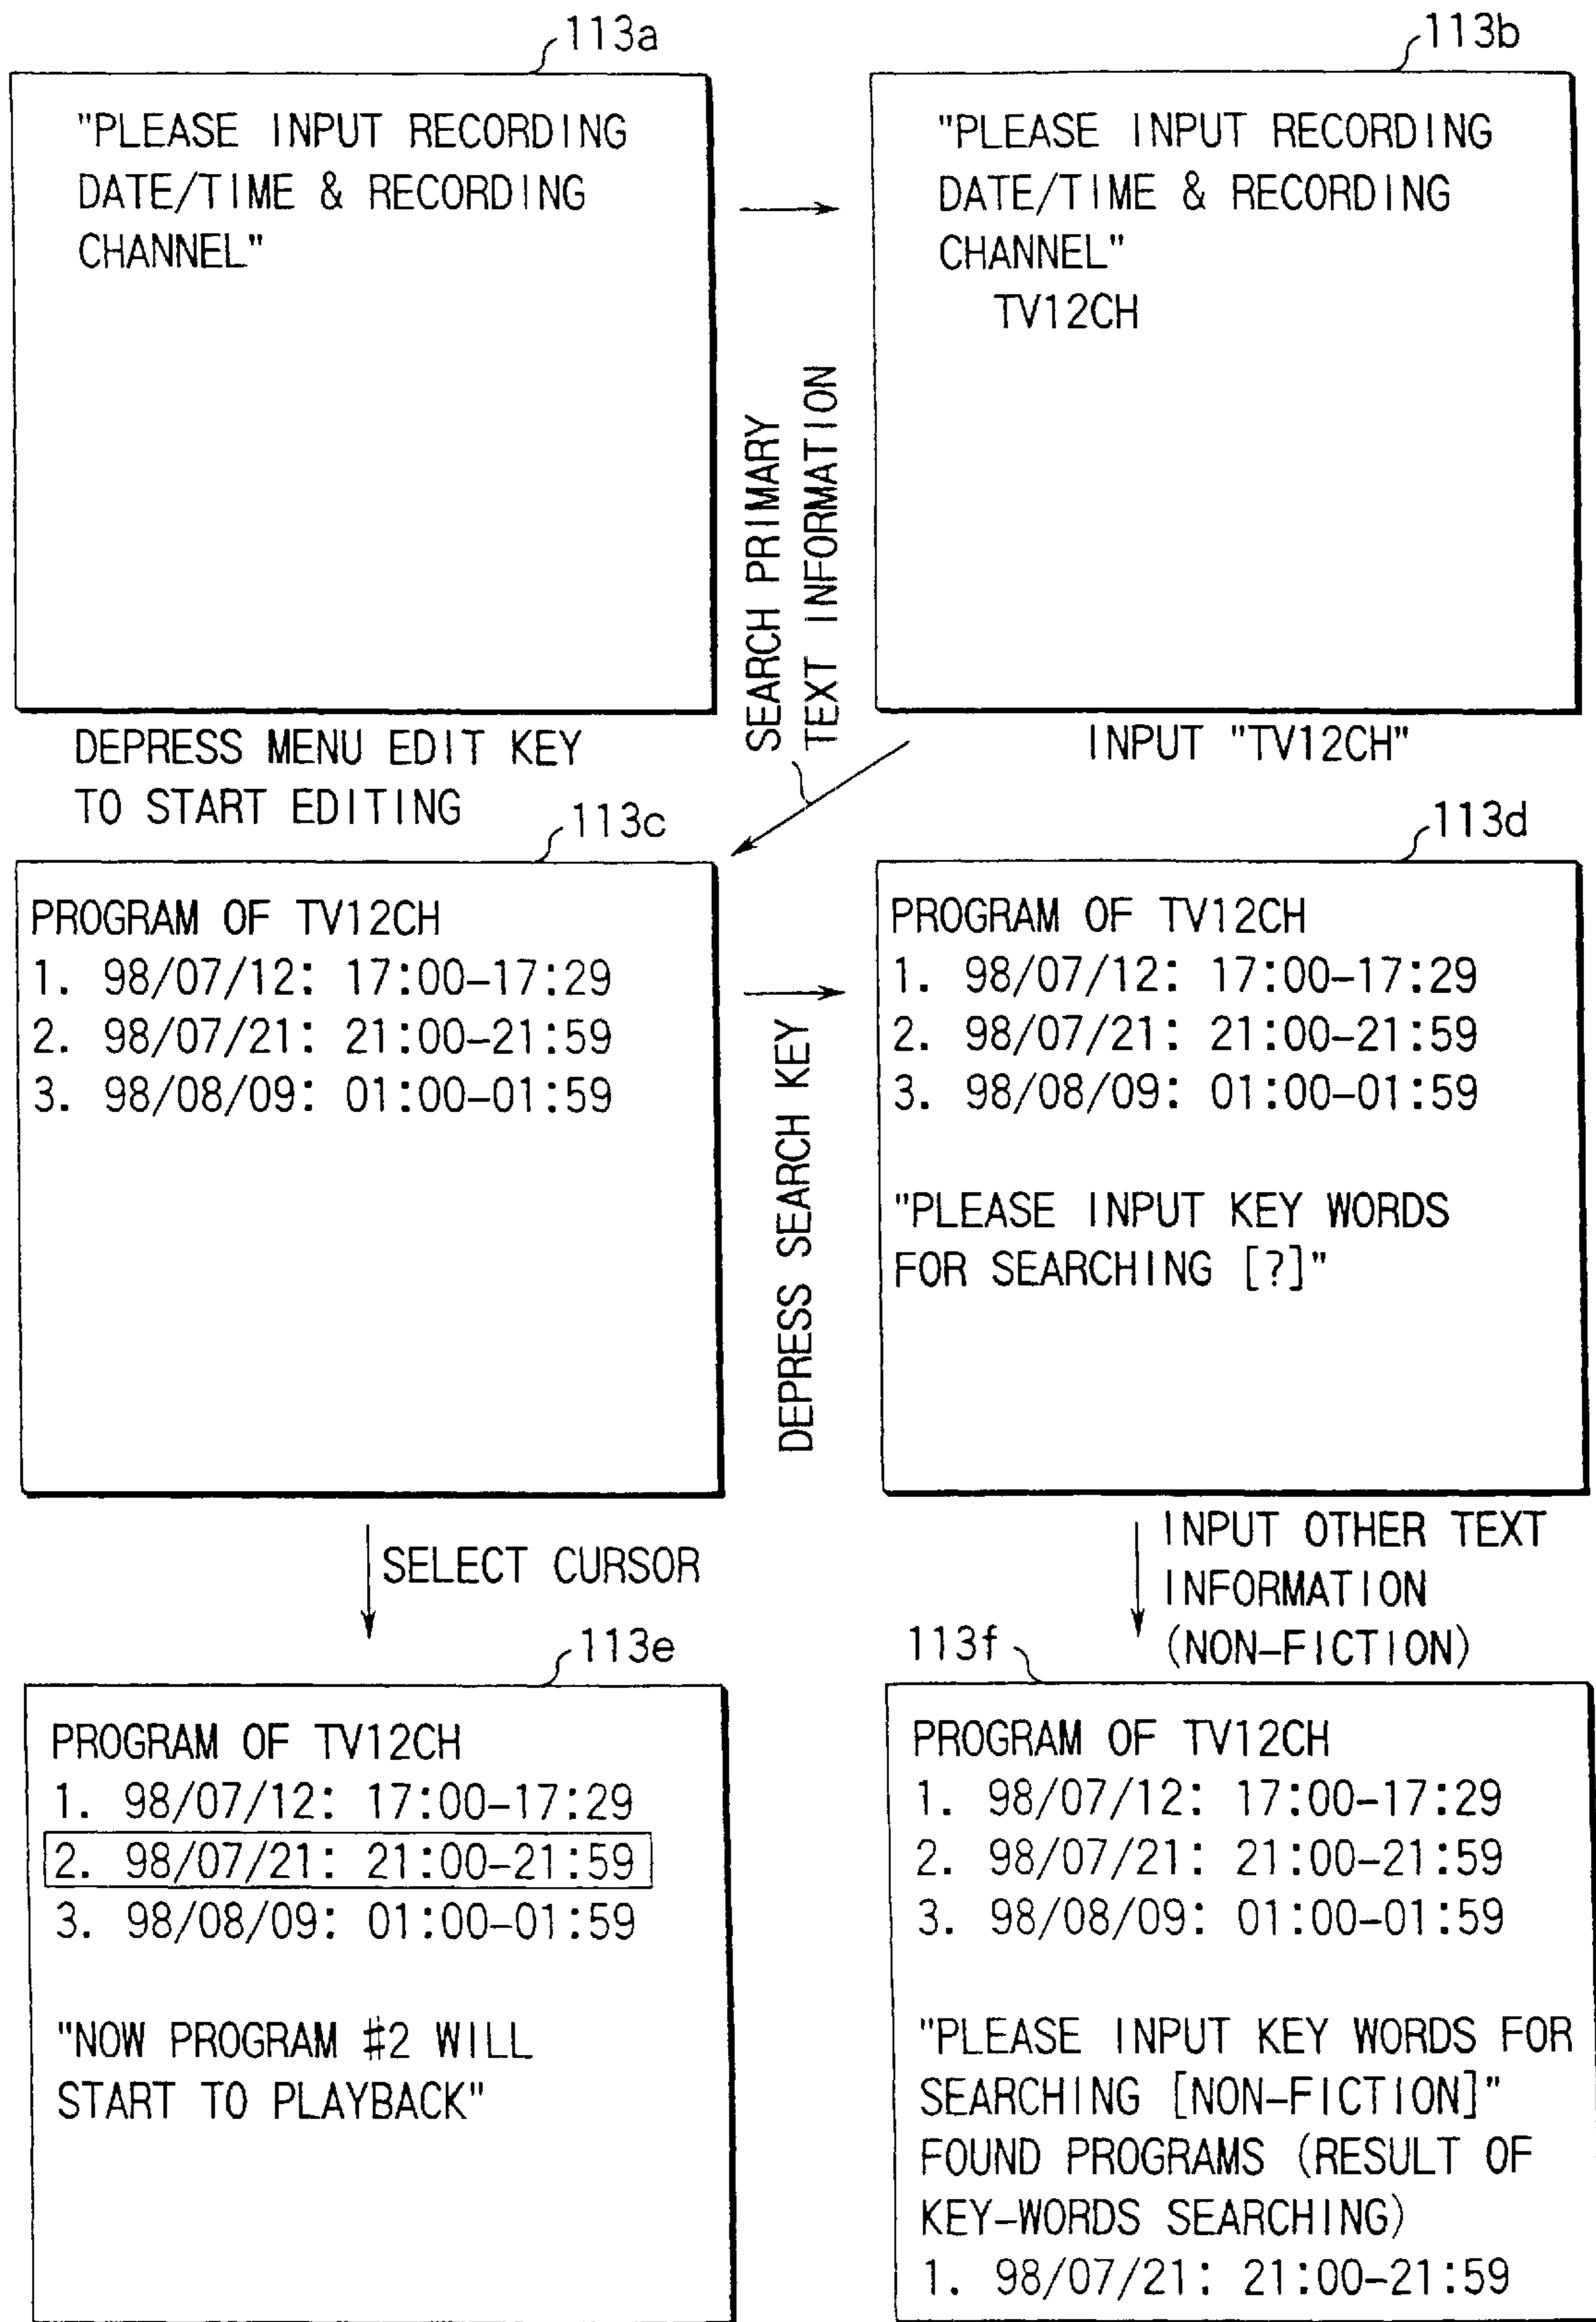 113a
"PLEASE INPUT RECORDING
DATE/TIME & RECORDING
CHANNEL"
DEPRESS MENU EDIT KEY
TO START EDITING
113b
"PLEASE INPUT RECORDING
DATE/TIME & RECORDING
CHANNEL"
TV12CH
INPUT "TV12CH"
SEARCH PRIMARY
TEXT INFORMATION
113c
PROGRAM OF TV12CH
1. 98/07/12: 17:00-17:29
2. 98/07/21: 21:00-21:59
3. 98/08/09: 01:00-01:59
DEPRESS SEARCH KEY
113d
PROGRAM OF TV12CH
1. 98/07/12: 17:00-17:29
2. 98/07/21: 21:00-21:59
3. 98/08/09: 01:00-01:59
"PLEASE INPUT KEY WORDS
FOR SEARCHING [?]"
SELECT CURSOR
INPUT OTHER TEXT
INFORMATION
(NON-FICTION)
113e
PROGRAM OF TV12CH
1. 98/07/12: 17:00-17:29
2. 98/07/21: 21:00-21:59
3. 98/08/09: 01:00-01:59
"NOW PROGRAM #2 WILL
START TO PLAYBACK"
113f
PROGRAM OF TV12CH
1. 98/07/12: 17:00-17:29
2. 98/07/21: 21:00-21:59
3. 98/08/09: 01:00-01:59
"PLEASE INPUT KEY WORDS FOR
SEARCHING [NON-FICTION]"
FOUND PROGRAMS (RESULT OF
KEY-WORDS SEARCHING)
1. 98/07/21: 21:00-21:59